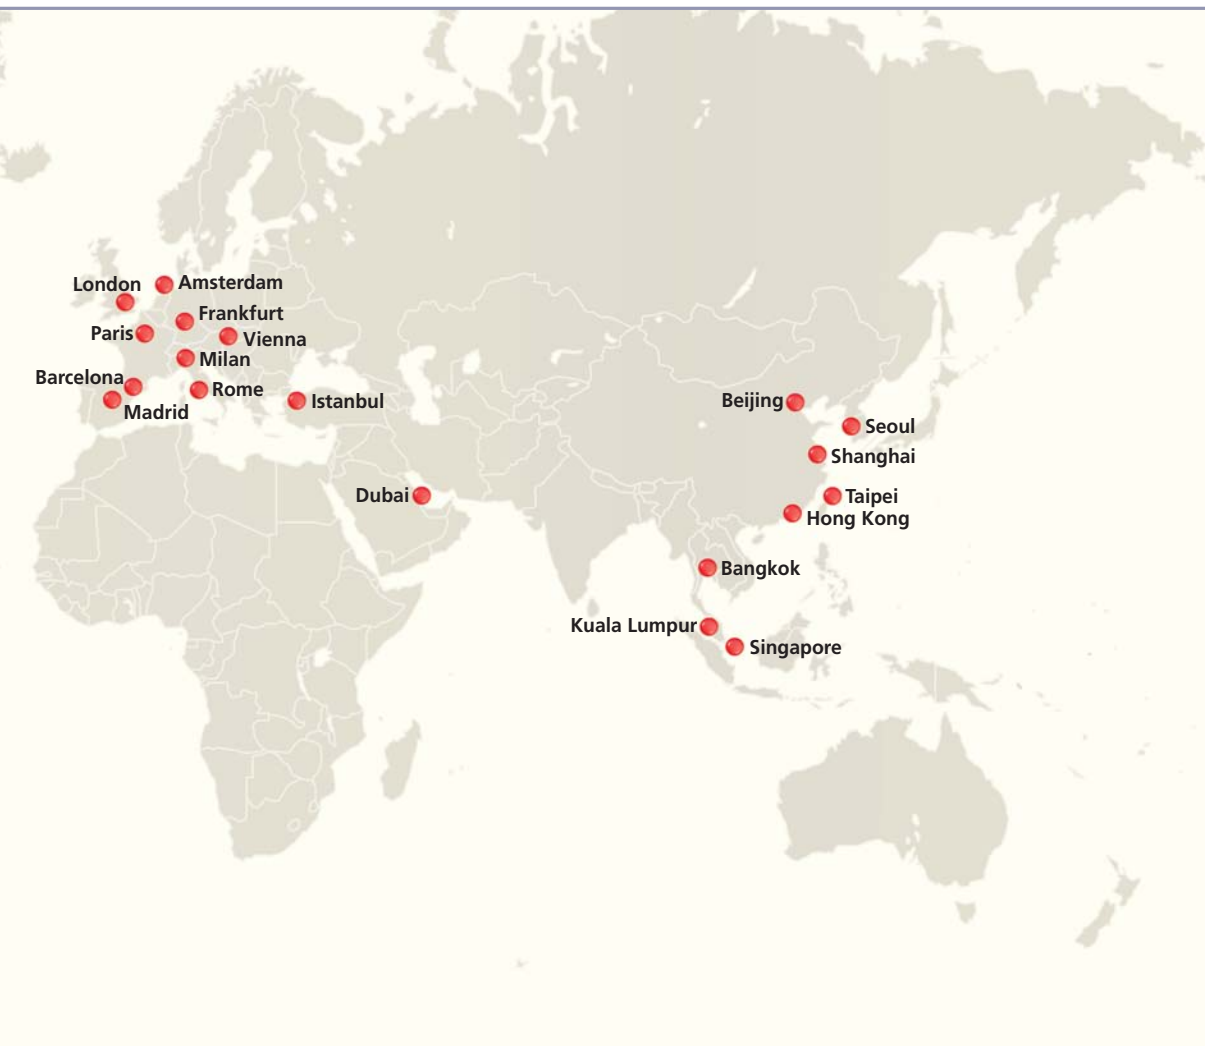 London
Amsterdam
Frankfurt
Paris
Vienna
Milan
Barcelona
Rome
Madrid
Istanbul
Beijing
Seoul
Shanghai
Dubai
Taipei
Hong Kong
Bangkok
Kuala Lumpur
Singapore